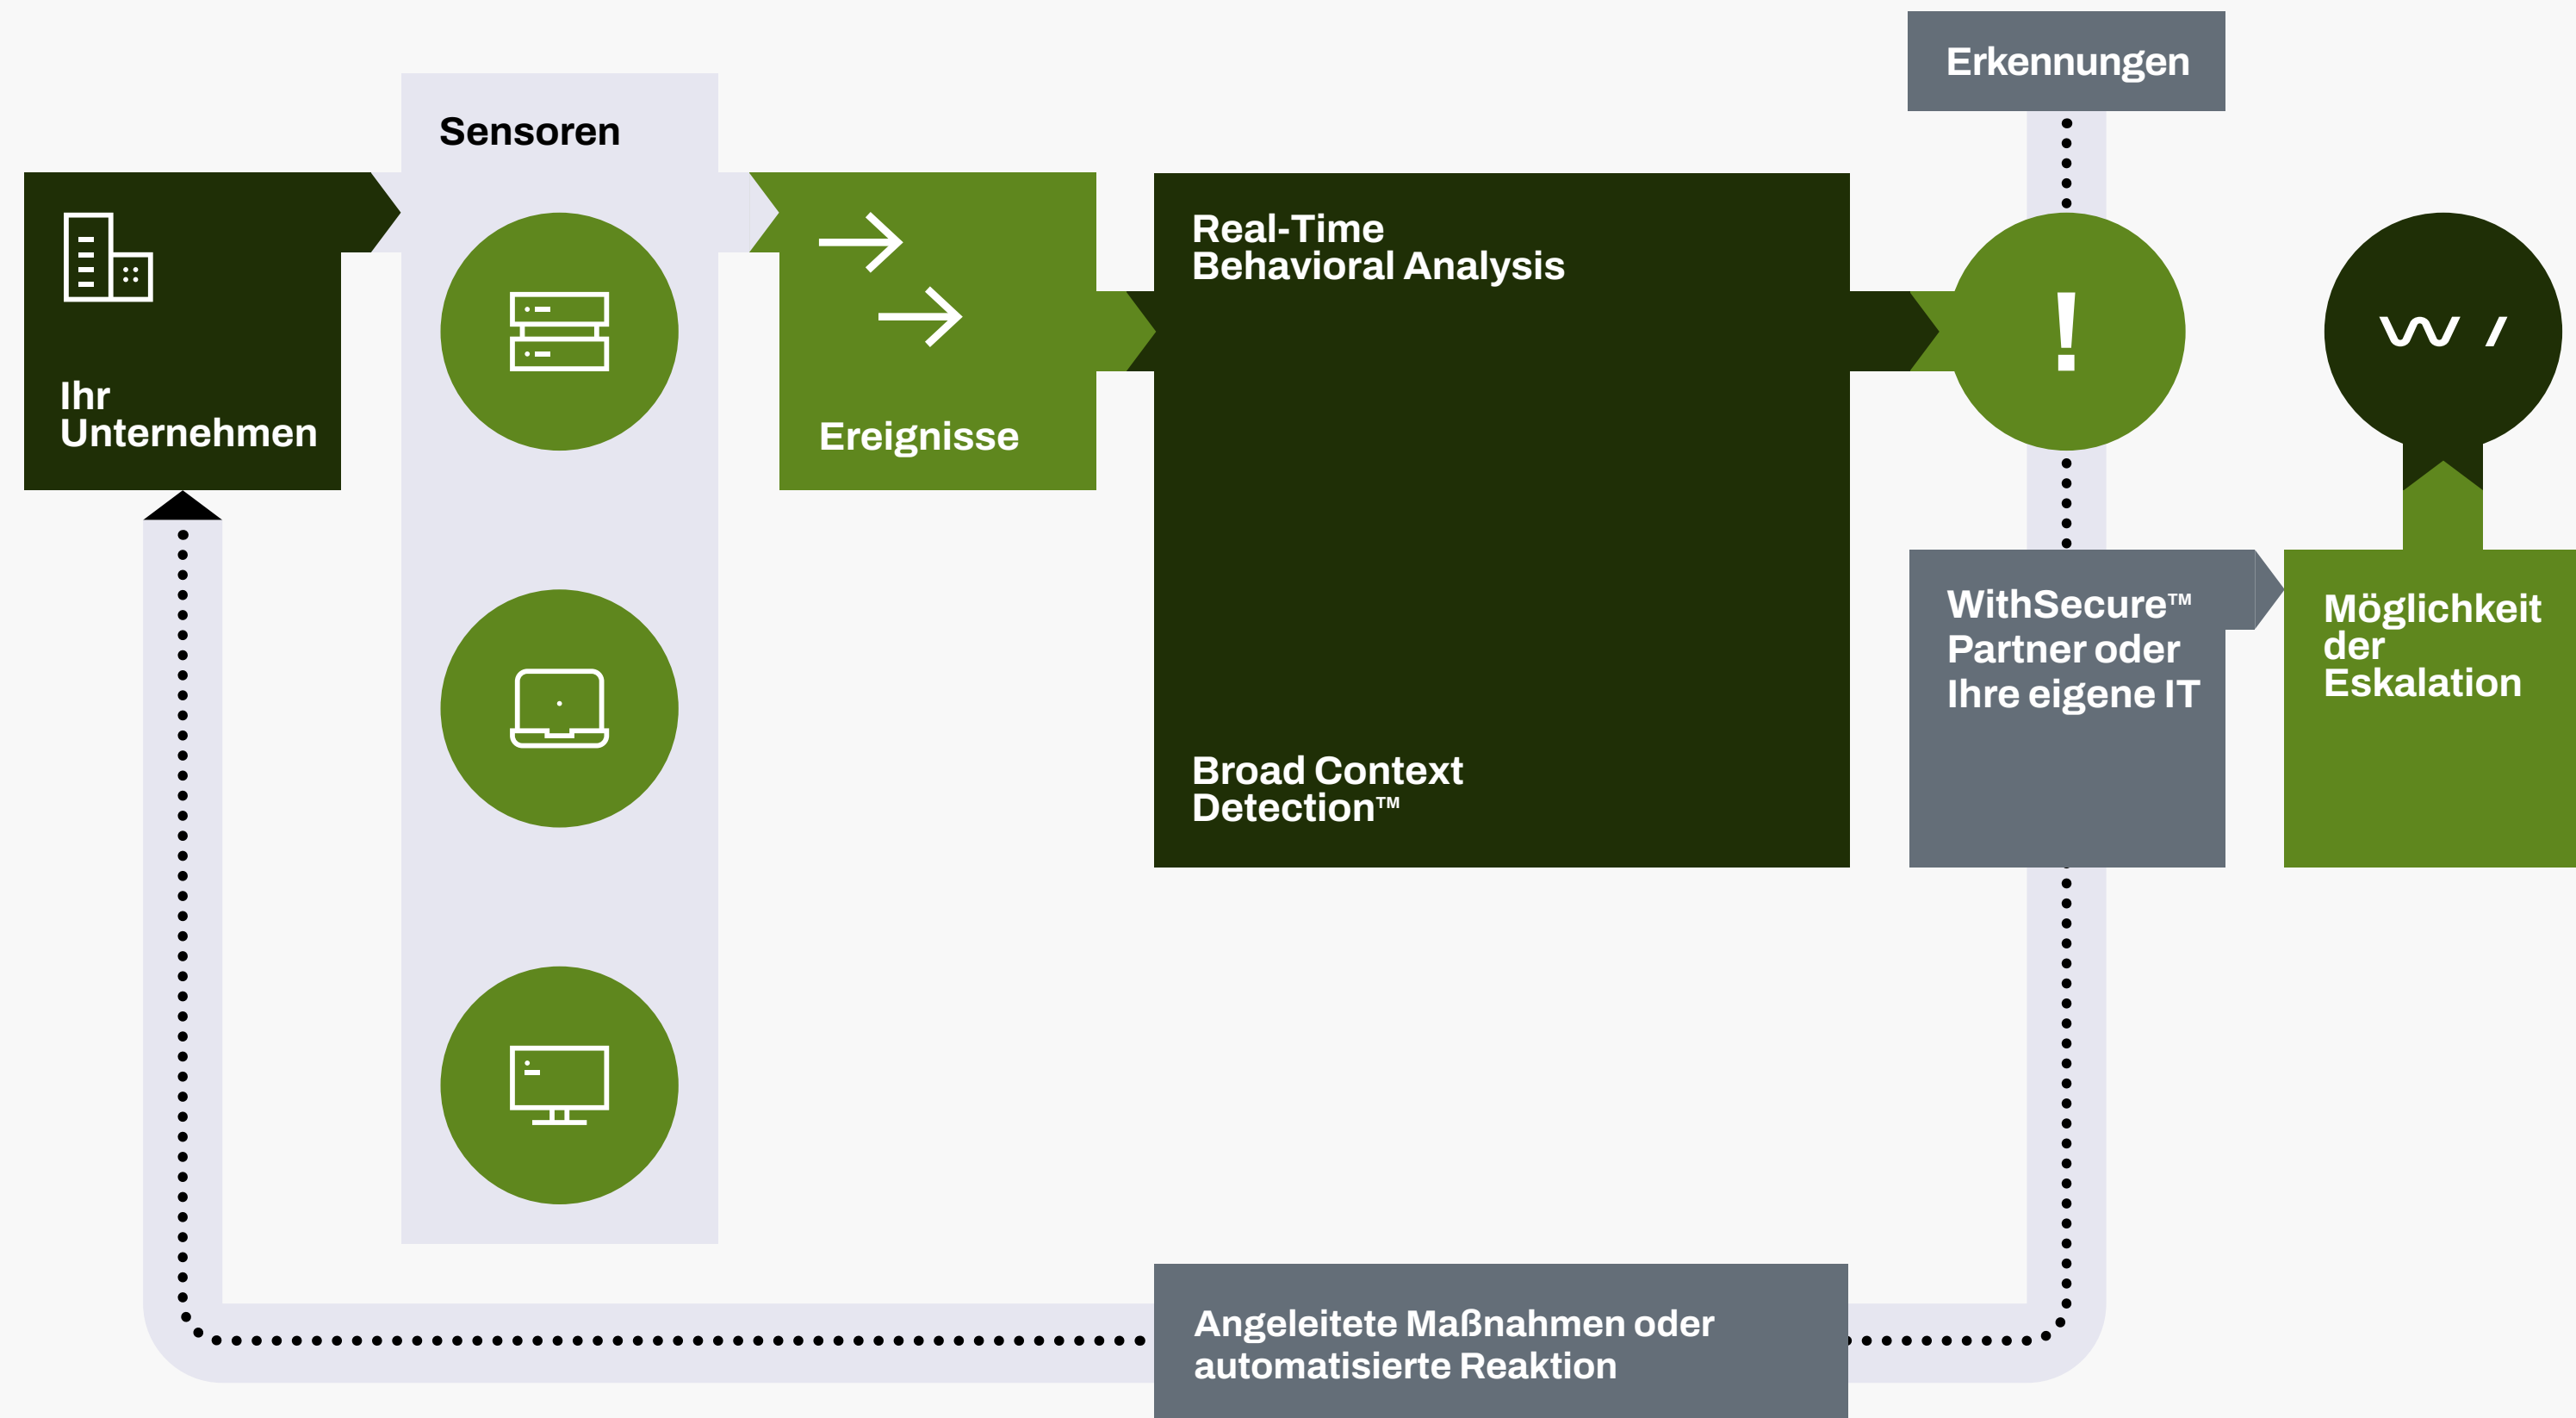 Erkennungen
Sensoren
Ihr
Unternehmen
Ereignisse
Real-Time
Behavioral Analysis
Broad Context
Detection™
!
WithSecure™
Partner oder
Ihre eigene IT
Möglichkeit
der
Eskalation
Angeleitete Maßnahmen oder
automatisierte Reaktion